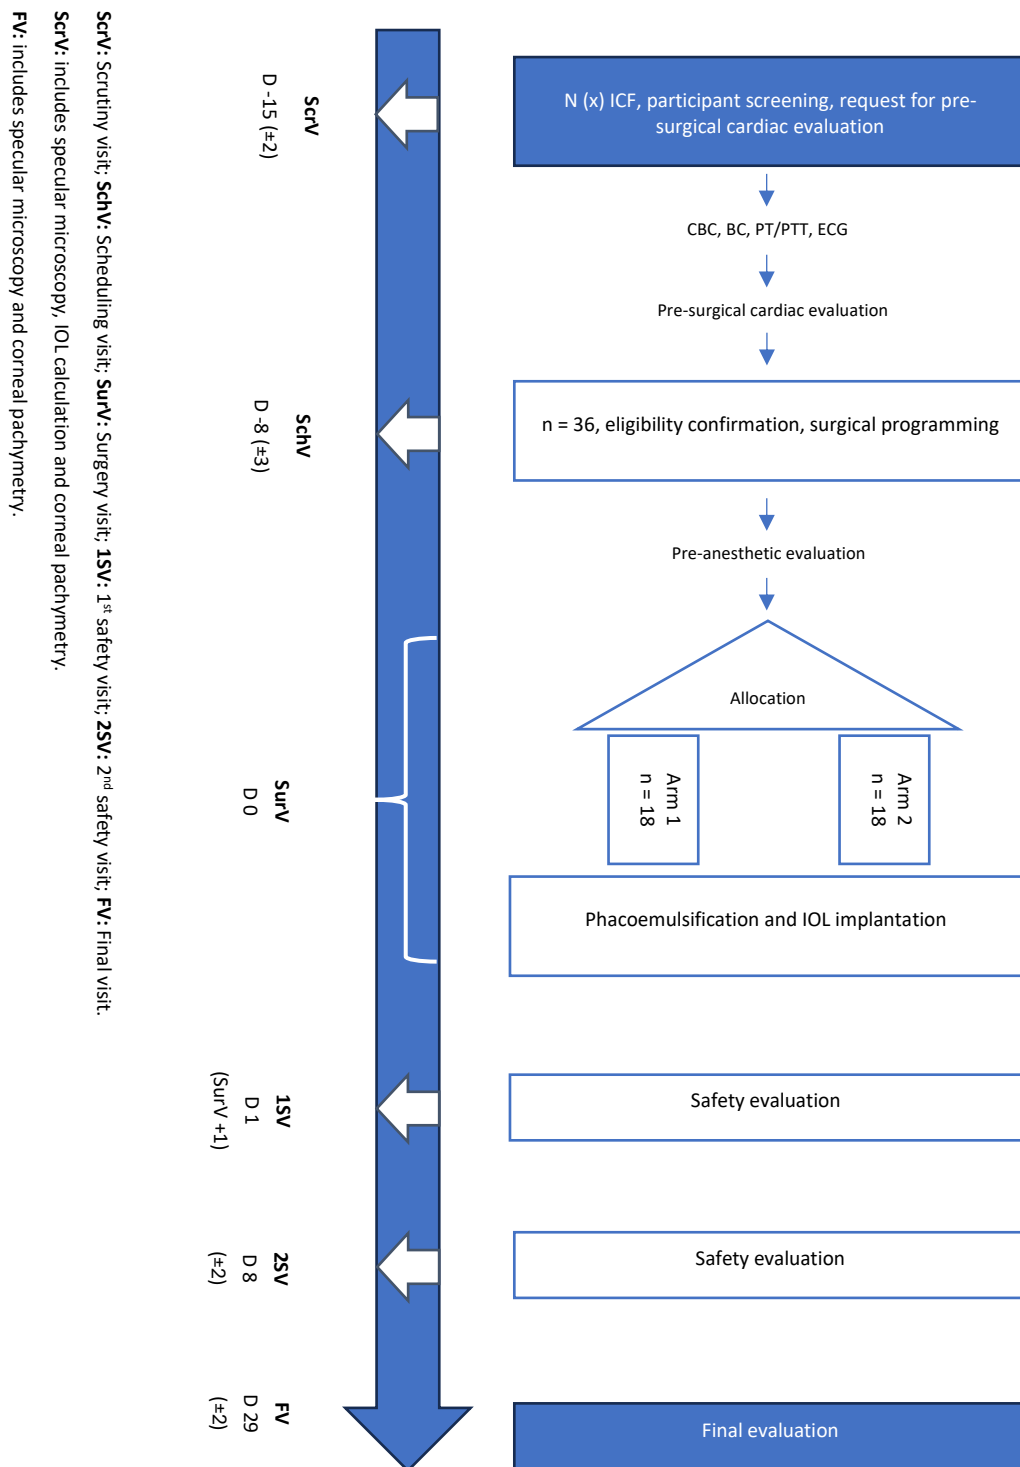 N (x) ICF, participant screening, request for pre-
surgical cardiac evaluation
CBC, BC, PT/PTT, ECG
Pre-surgical cardiac evaluation
n = 36, eligibility confirmation, surgical programming
Pre-anesthetic evaluation
Allocation
Arm 1
n = 18
Arm 2
n = 18
Phacoemulsification and IOL implantation
Safety evaluation
Safety evaluation
Final evaluation
ScrV
D -15 (±2)
SchV
D -8 (±3)
SurV
D 0
1SV
D 1
(SurV +1)
2SV
D 8
(±2)
FV
D 29
(±2)
ScrV: Scrutiny visit; SchV: Scheduling visit; SurV: Surgery visit; 1SV: 1st safety visit; 2SV: 2nd safety visit; FV: Final visit.
ScrV: includes specular microscopy, IOL calculation and corneal pachymetry.
FV: includes specular microscopy and corneal pachymetry.